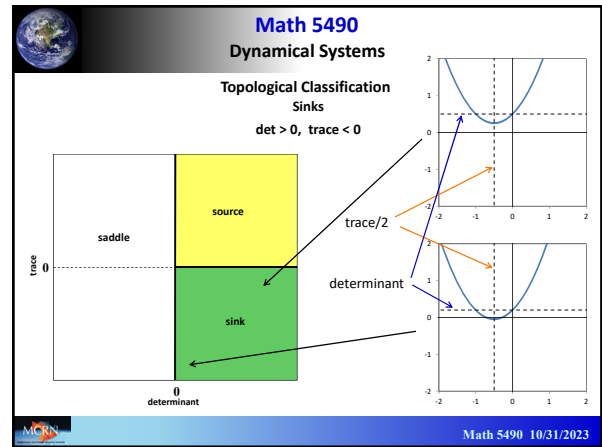 Math 5490
Dynamical Systems
Topological Classification
Sinks
det > 0, trace < 0
saddle
source
sink
trace
0
0
determinant
trace/2
determinant
2
1
0
-1
-2
-2
-1
0
1
2
2
1
0
-1
-2
-2
-1
0
1
2
MCRN
Math 5490 10/31/2023